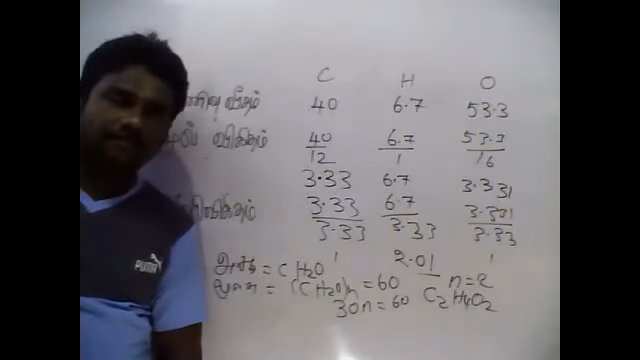 C H O
வீதம் 40 6.7 53.3
விகிதம் 40/12 6.7/1 53.3/16
3.33 6.7 3.331
3.33/3.33 6.7/3.33 3.331/3.33
1 2.01 1
= CH2O
= (CH2O)n = 60 n = 2
30n = 60 C2H4O2
PUMA